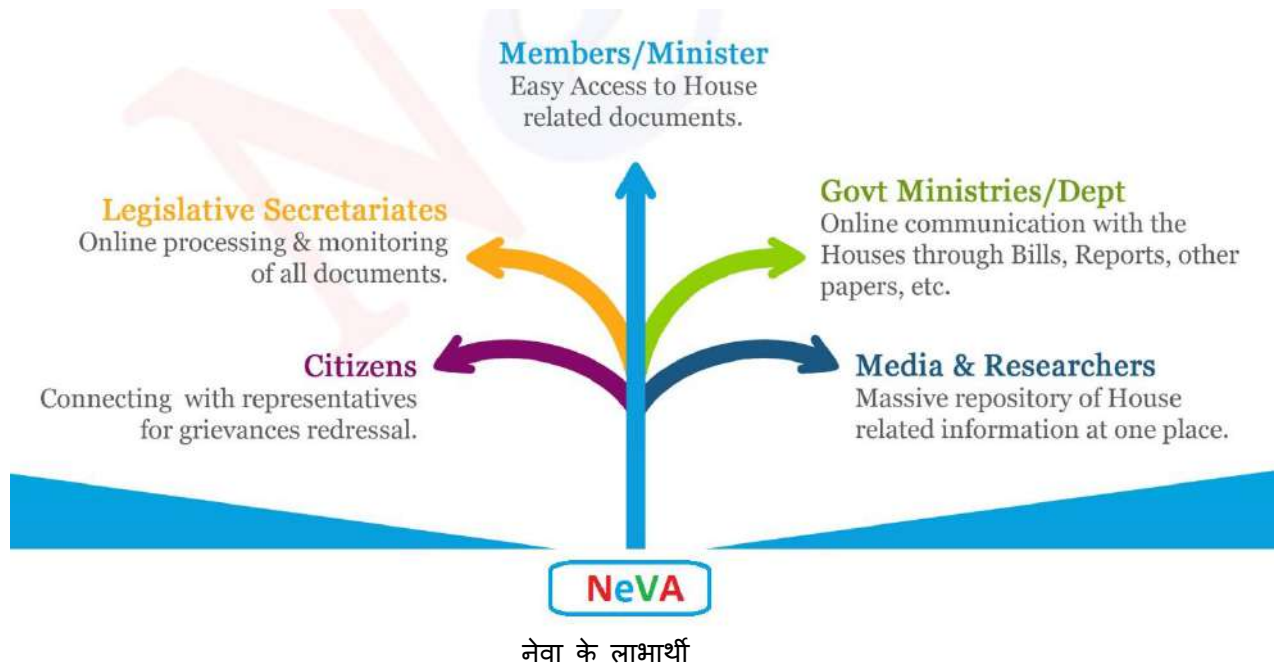 Members/Minister
Easy Access to House
related documents.
Legislative Secretariates
Online processing & monitoring
of all documents.
Govt Ministries/Dept
Online communication with the
Houses through Bills, Reports, other
papers, etc.
Citizens
Connecting with representatives
for grievances redressal.
Media & Researchers
Massive repository of House
related information at one place.
NeVA
नेवा के लाभार्थी